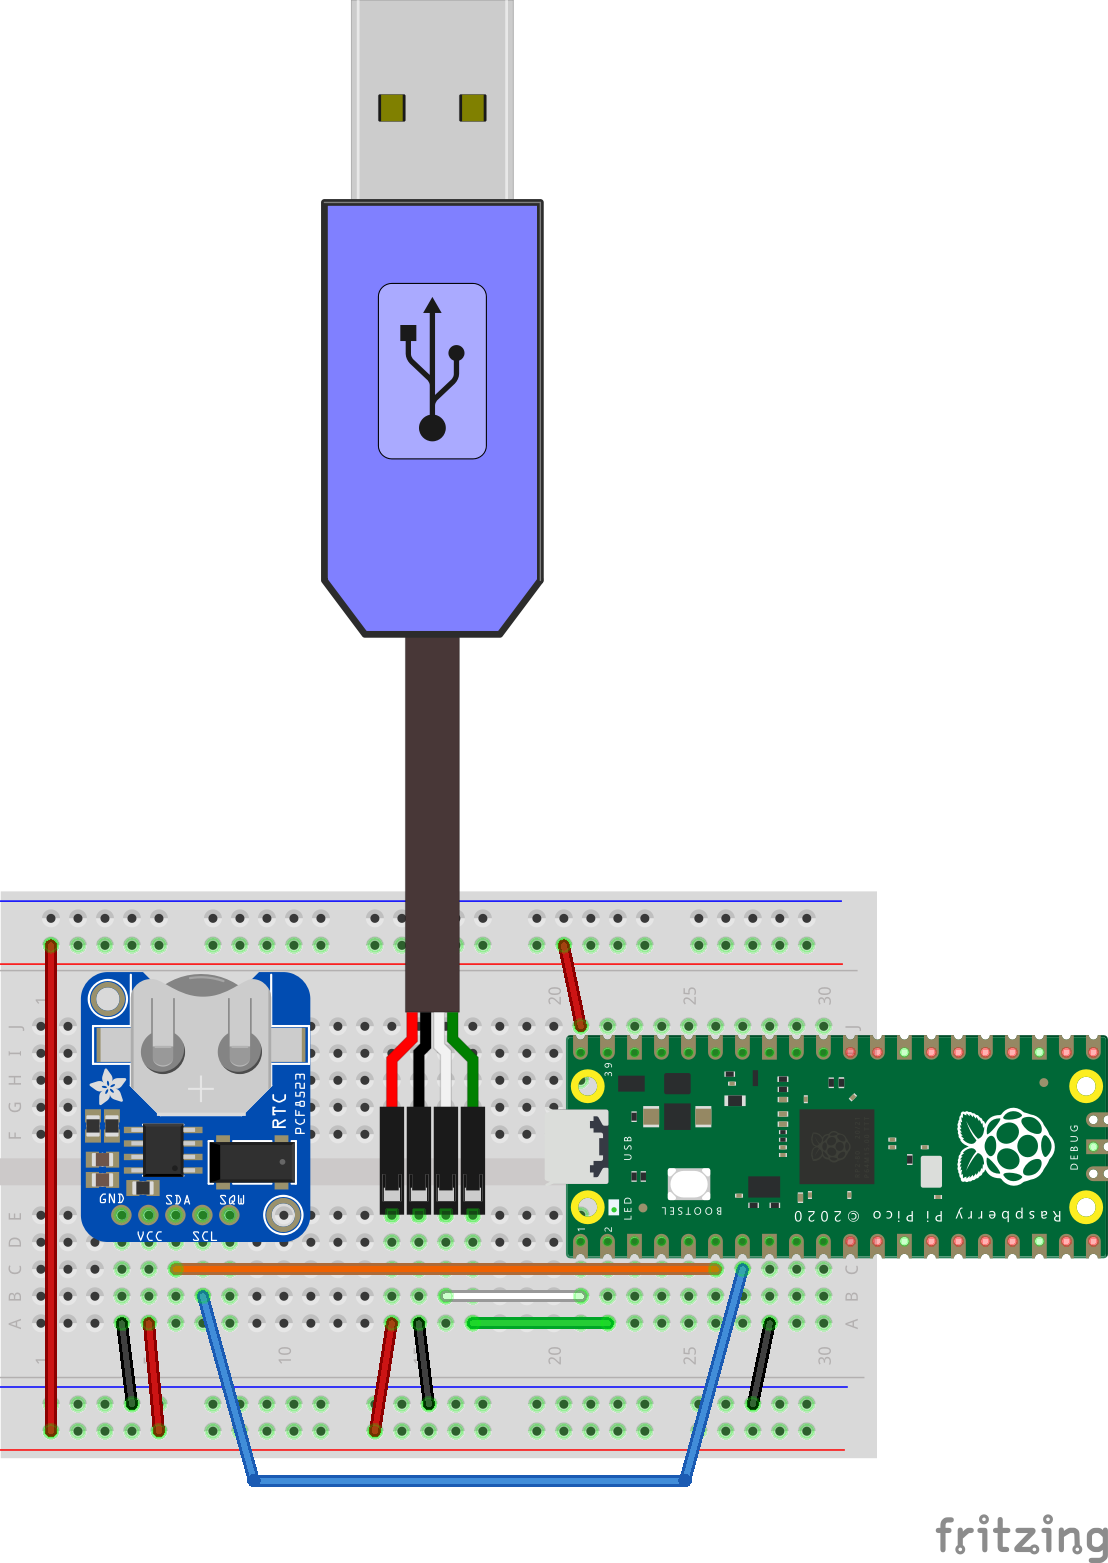 1
20
25
30
J
I
H
G
F
J
39
RTC
PCF8523
GND
SDA
SQW
VCC
SCL
USB
BOOTSEL
LED
1
2
DEBUG
Raspberry Pi Pico ©2020
E
D
C
B
A
C
B
A
1
10
20
25
30
fritzing